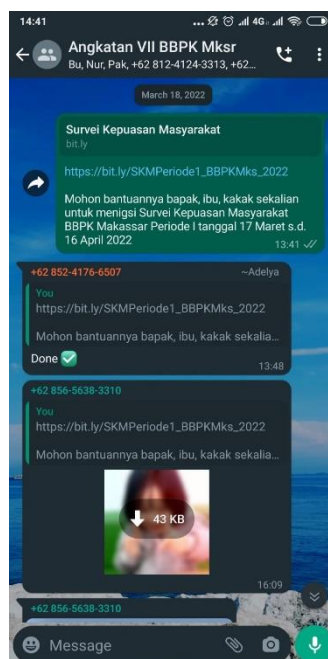 14:41
4G
Angkatan VII BBPK Mksr
Bu, Nur, Pak, +62 812-4124-3313, +62...
March 18, 2022
Survei Kepuasan Masyarakat
bit.ly
https://bit.ly/SKMPeriode1_BBPKMks_2022
Mohon bantuannya bapak, ibu, kakak sekalian
untuk menigsi Survei Kepuasan Masyarakat
BBPK Makassar Periode I tanggal 17 Maret s.d.
16 April 2022
13:41
+62 852-4176-6507 ~Adelya
You
https://bit.ly/SKMPeriode1_BBPKMks_2022
Mohon bantuannya bapak, ibu, kakak sekalia...
Done ✅
13:48
+62 856-5638-3310
You
https://bit.ly/SKMPeriode1_BBPKMks_2022
Mohon bantuannya bapak, ibu, kakak sekalia...
43 KB
16:09
+62 856-5638-3310
Message